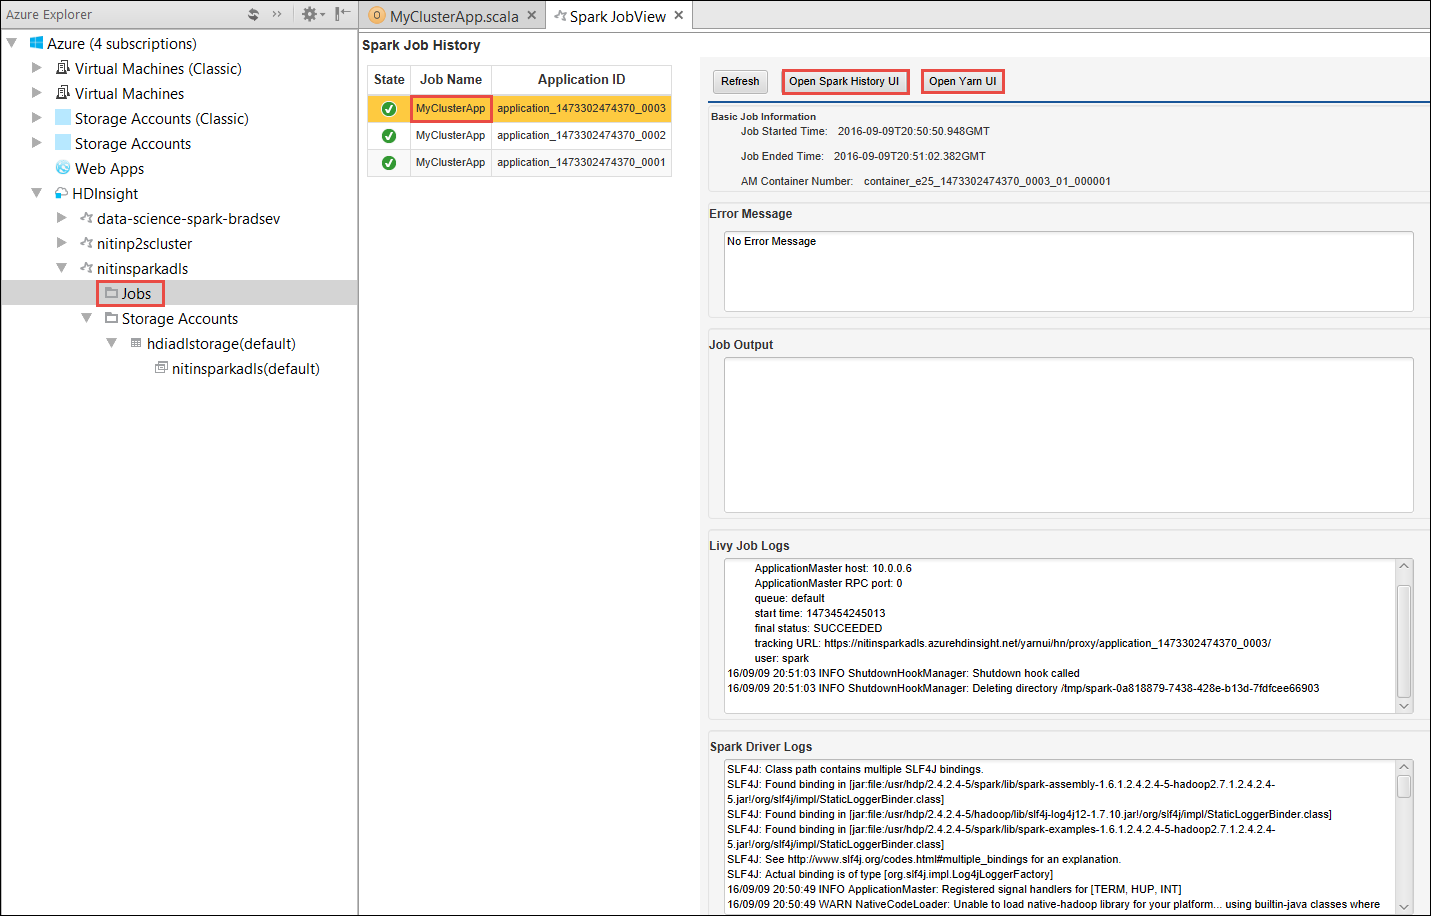 Azure Explorer
Azure (4 subscriptions)
Virtual Machines (Classic)
Virtual Machines
Storage Accounts (Classic)
Storage Accounts
Web Apps
HDInsight
data-science-spark-bradsev
nitinp2scluster
nitinsparkadls
Jobs
Storage Accounts
hdiadlstorage(default)
nitinsparkadls(default)
MyClusterApp.scala
Spark JobView
Spark Job History
State Job Name Application ID
MyClusterApp application_1473302474370_0003
MyClusterApp application_1473302474370_0002
MyClusterApp application_1473302474370_0001
Refresh Open Spark History UI Open Yarn UI
Basic Job Information
Job Started Time: 2016-09-09T20:50:50.948GMT
Job Ended Time: 2016-09-09T20:51:02.382GMT
AM Container Number: container_e25_1473302474370_0003_01_000001
Error Message
No Error Message
Job Output
Livy Job Logs
ApplicationMaster host: 10.0.0.6
ApplicationMaster RPC port: 0
queue: default
start time: 1473454245013
final status: SUCCEEDED
tracking URL: https://nitinsparkadls.azurehdinsight.net/yarnui/hn/proxy/application_1473302474370_0003/
user: spark
16/09/09 20:51:03 INFO ShutdownHookManager: Shutdown hook called
16/09/09 20:51:03 INFO ShutdownHookManager: Deleting directory /tmp/spark-0a818879-7438-428e-b13d-7fdfcee66903
Spark Driver Logs
SLF4J: Class path contains multiple SLF4J bindings.
SLF4J: Found binding in [jar:file:/usr/hdp/2.4.2.4-5/spark/lib/spark-assembly-1.6.1.2.4.2.4-5-hadoop2.7.1.2.4.2.4-
5.jar!/org/slf4j/impl/StaticLoggerBinder.class]
SLF4J: Found binding in [jar:file:/usr/hdp/2.4.2.4-5/hadoop/lib/slf4j-log4j12-1.7.10.jar!/org/slf4j/impl/StaticLoggerBinder.class]
SLF4J: Found binding in [jar:file:/usr/hdp/2.4.2.4-5/spark/lib/spark-examples-1.6.1.2.4.2.4-5-hadoop2.7.1.2.4.2.4-
5.jar!/org/slf4j/impl/StaticLoggerBinder.class]
SLF4J: See http://www.slf4j.org/codes.html#multiple_bindings for an explanation.
SLF4J: Actual binding is of type [org.slf4j.impl.Log4jLoggerFactory]
16/09/09 20:50:49 INFO ApplicationMaster: Registered signal handlers for [TERM, HUP, INT]
16/09/09 20:50:49 WARN NativeCodeLoader: Unable to load native-hadoop library for your platform... using builtin-java classes where